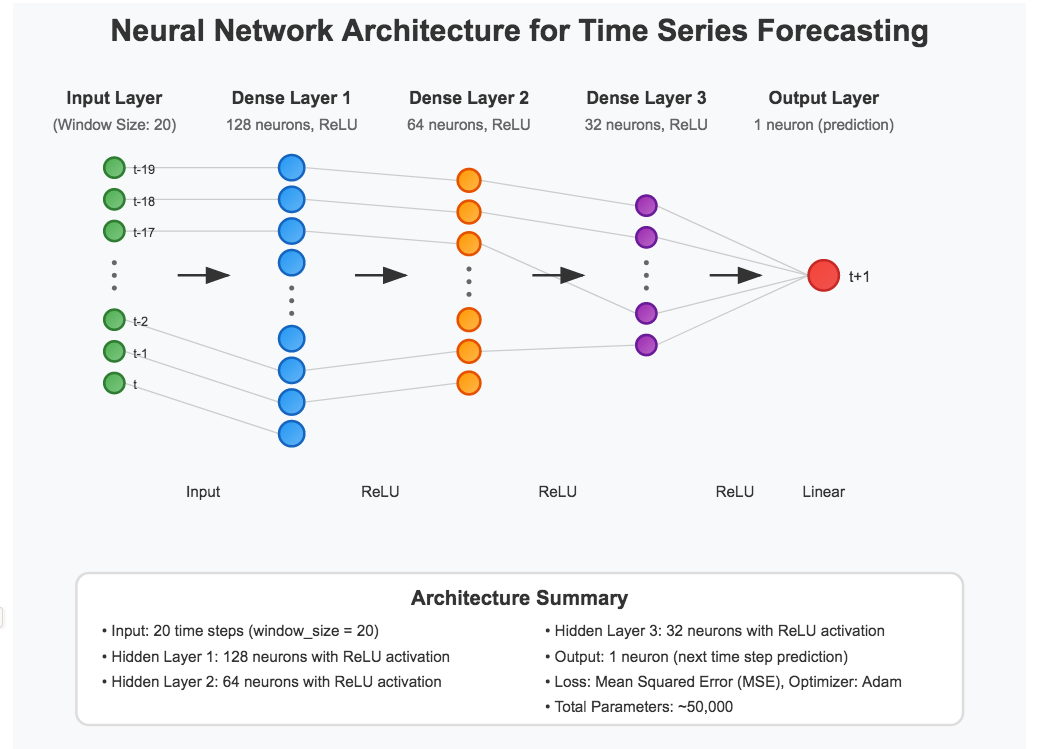 Neural Network Architecture for Time Series Forecasting
Input Layer
(Window Size: 20)
Dense Layer 1
128 neurons, ReLU
Dense Layer 2
64 neurons, ReLU
Dense Layer 3
32 neurons, ReLU
Output Layer
1 neuron (prediction)
t-19
t-18
t-17
t-2
t-1
t
t+1
Input
ReLU
ReLU
ReLU
Linear
Architecture Summary
• Input: 20 time steps (window_size = 20)
• Hidden Layer 1: 128 neurons with ReLU activation
• Hidden Layer 2: 64 neurons with ReLU activation
• Hidden Layer 3: 32 neurons with ReLU activation
• Output: 1 neuron (next time step prediction)
• Loss: Mean Squared Error (MSE), Optimizer: Adam
• Total Parameters: ~50,000